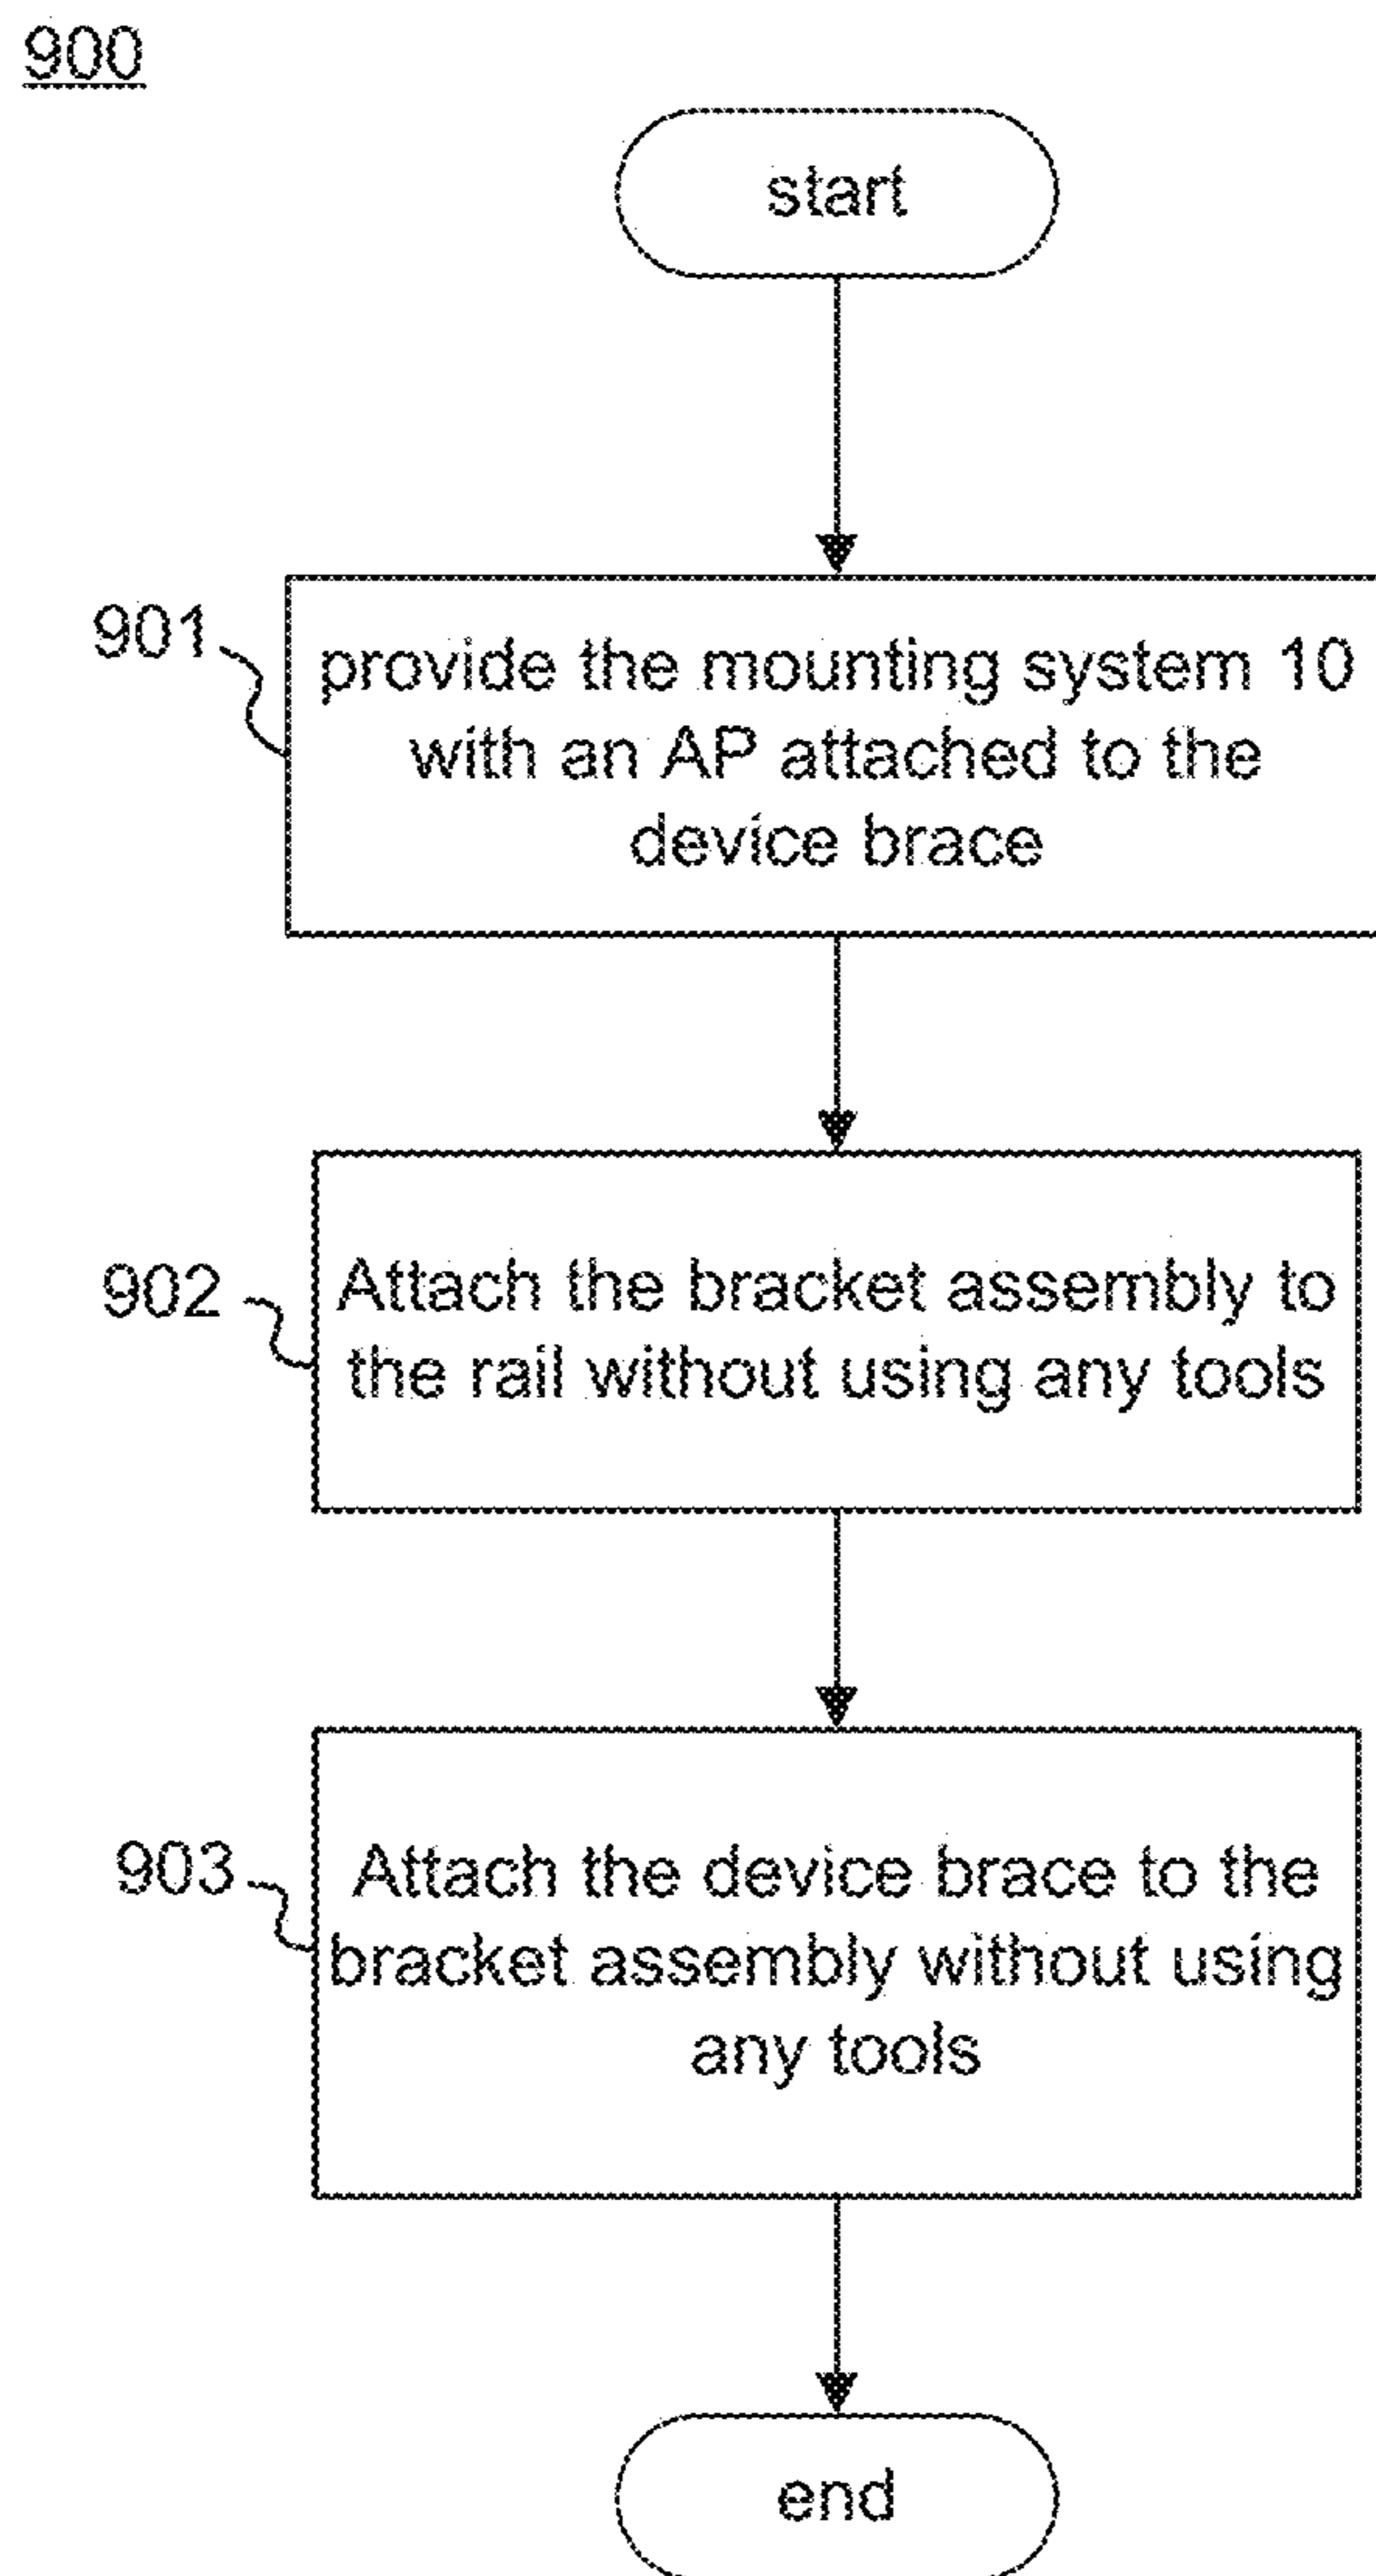 900
start
901
provide the mounting system 10
with an AP attached to the
device brace
902
Attach the bracket assembly to
the rail without using any tools
903
Attach the device brace to the
bracket assembly without using
any tools
end